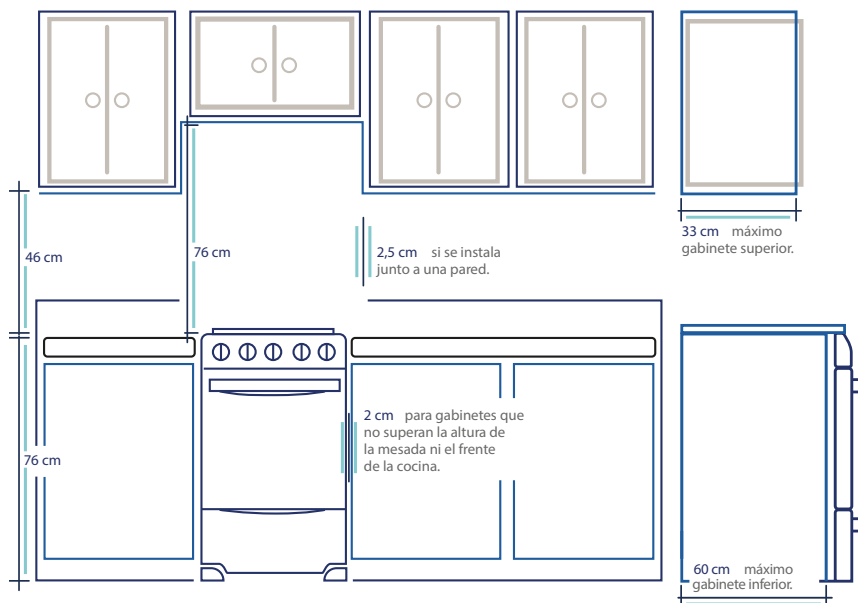 46 cm
76 cm
2,5 cm si se instala
junto a una pared.
33 cm máximo
gabinete superior.
76 cm
2 cm para gabinetes que
no superan la altura de
la mesada ni el frente
de la cocina.
60 cm máximo
gabinete inferior.